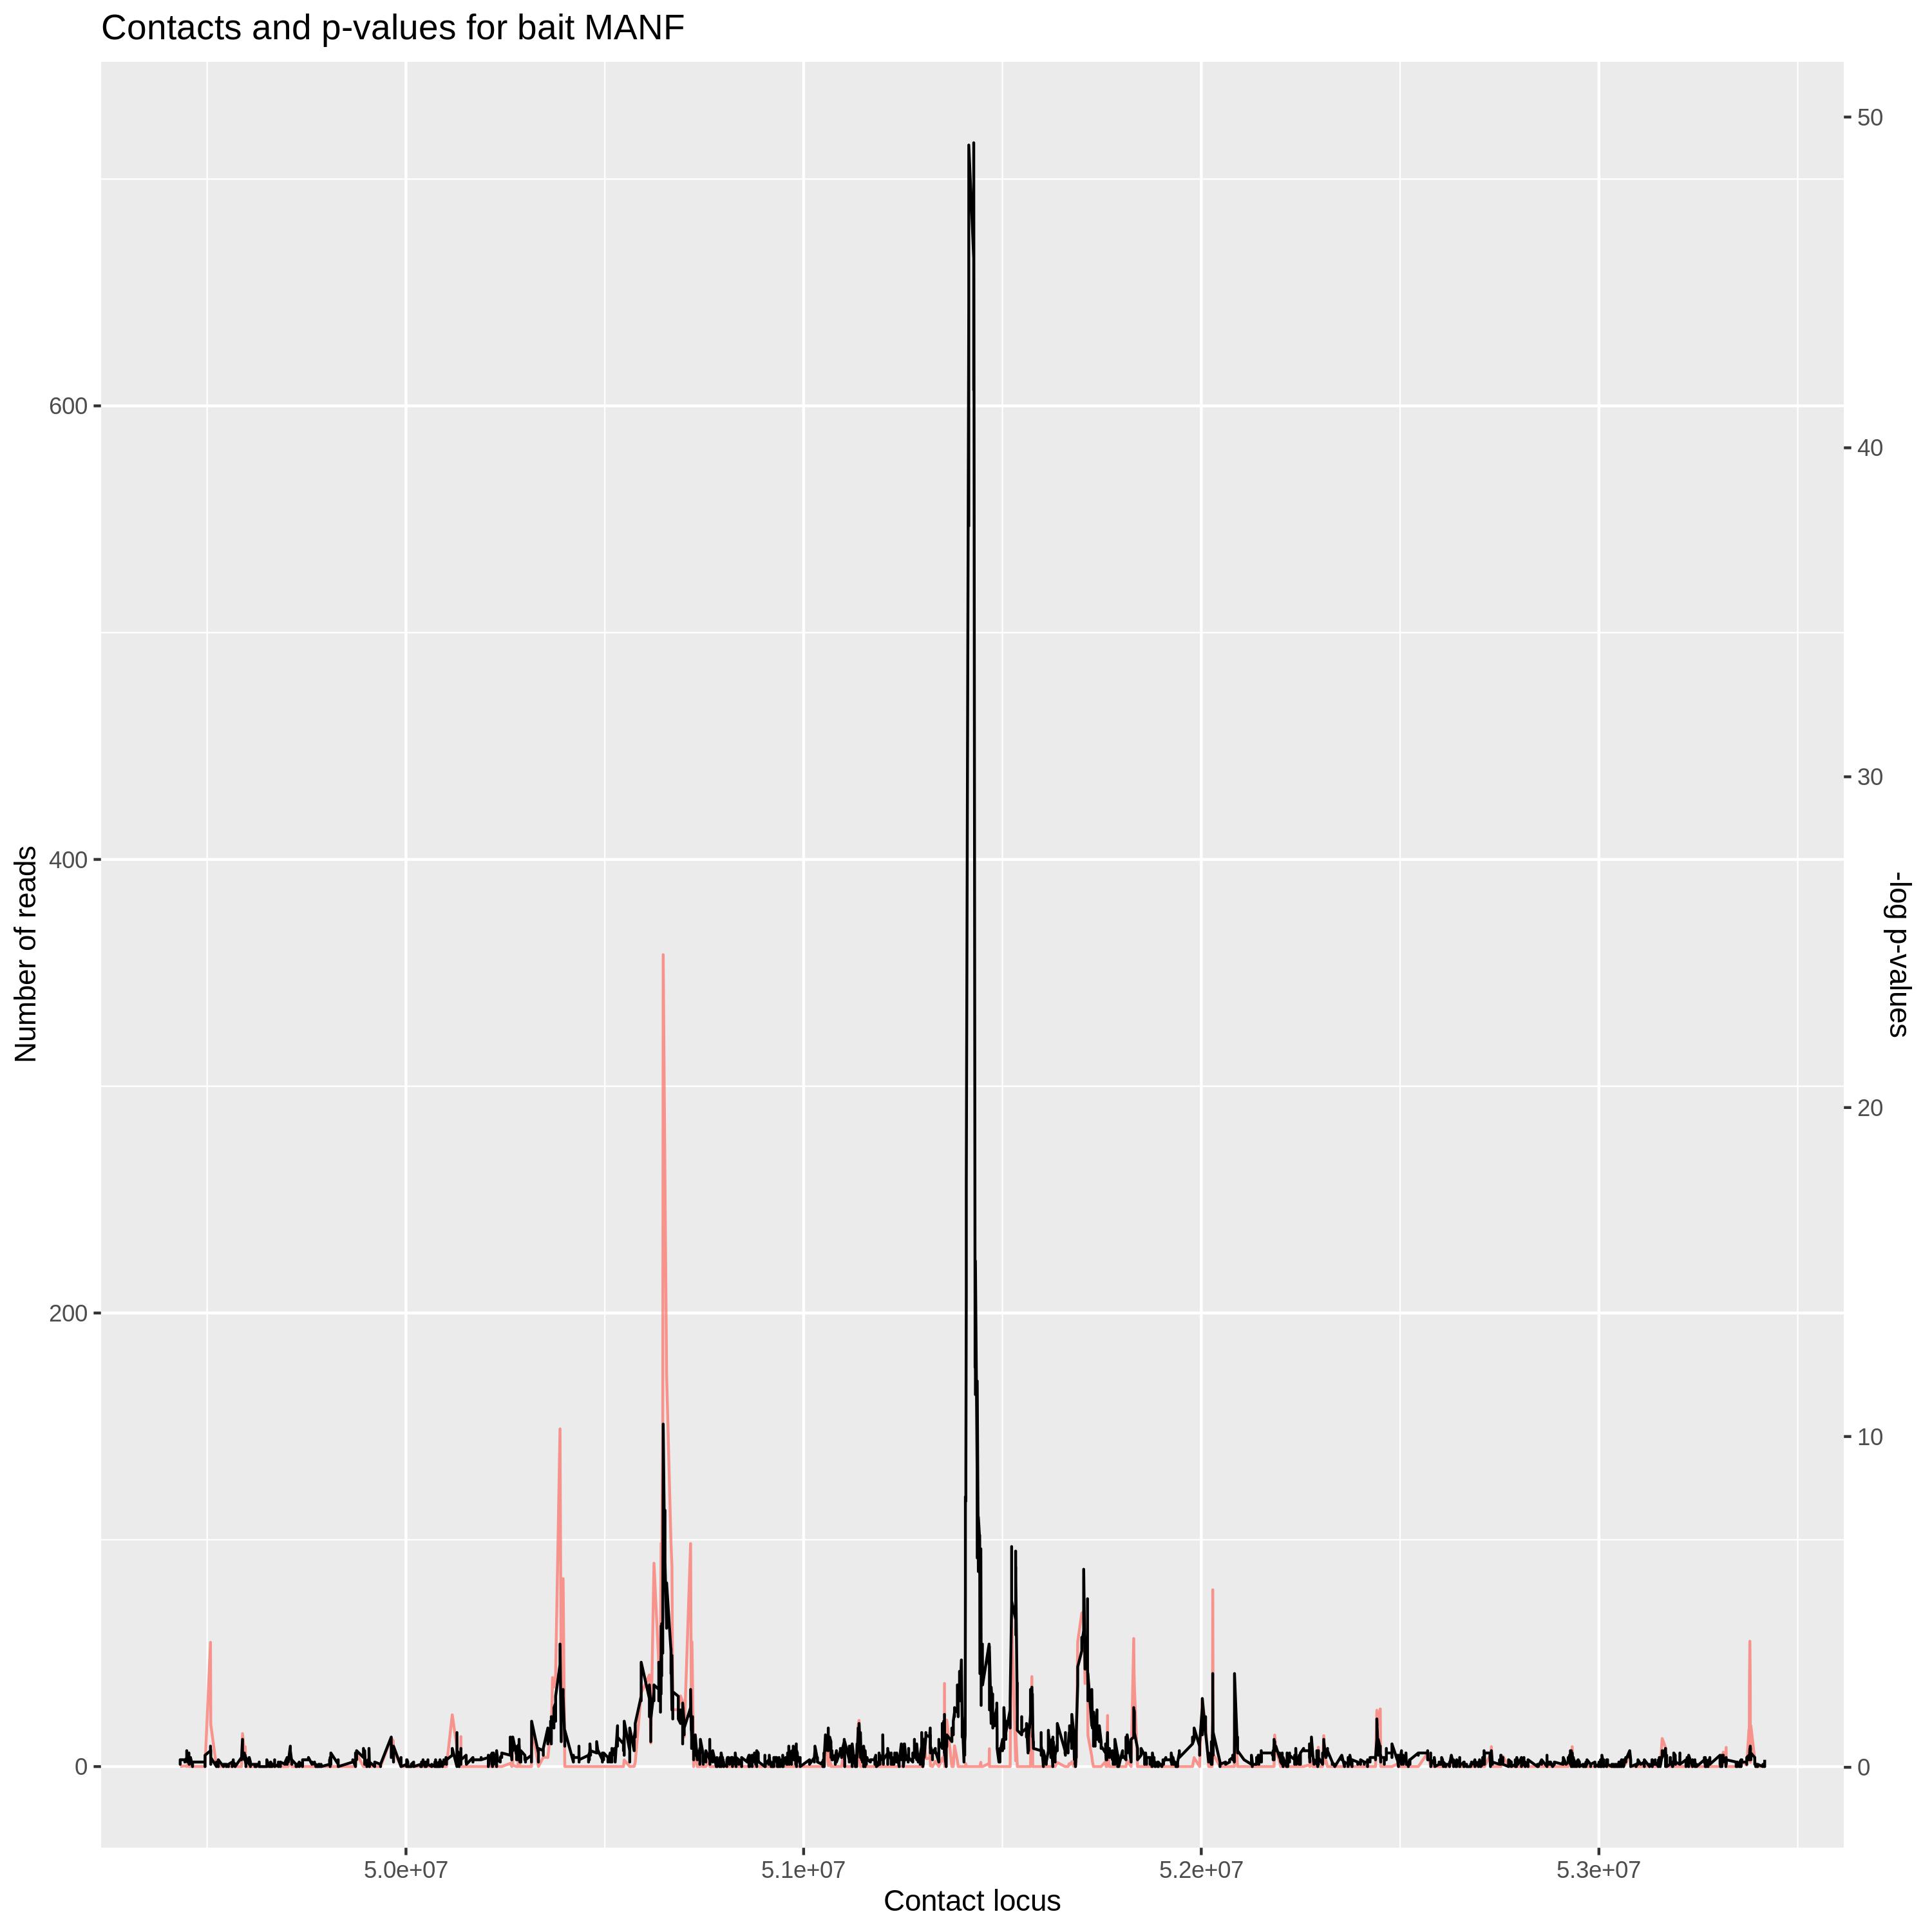 Contacts and p-values for bait MANF
50
40
30
20
10
0
600
400
200
0
Number of reads
-log p-values
5.0e+07
5.1e+07
5.2e+07
5.3e+07
Contact locus